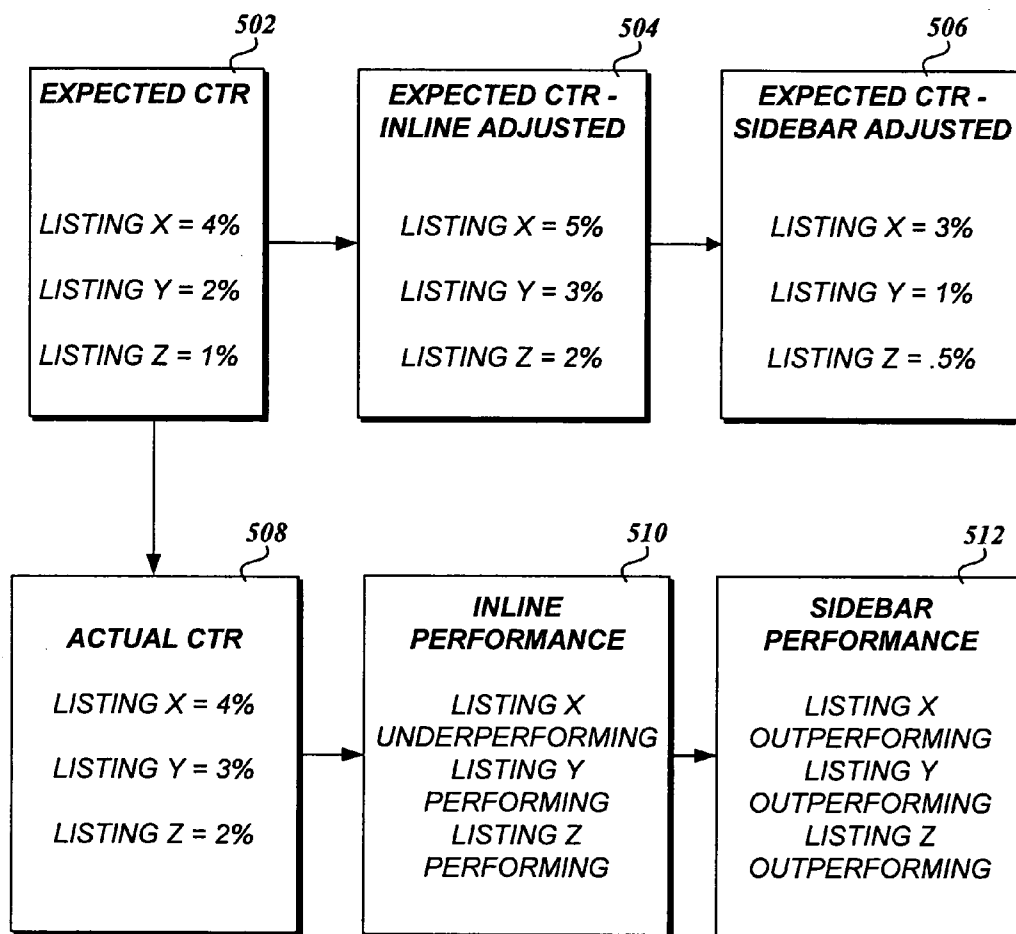 502
EXPECTED CTR
LISTING X = 4%
LISTING Y = 2%
LISTING Z = 1%
504
EXPECTED CTR -
INLINE ADJUSTED
LISTING X = 5%
LISTING Y = 3%
LISTING Z = 2%
506
EXPECTED CTR -
SIDEBAR ADJUSTED
LISTING X = 3%
LISTING Y = 1%
LISTING Z = .5%
508
ACTUAL CTR
LISTING X = 4%
LISTING Y = 3%
LISTING Z = 2%
510
INLINE
PERFORMANCE
LISTING X
UNDERPERFORMING
LISTING Y
PERFORMING
LISTING Z
PERFORMING
512
SIDEBAR
PERFORMANCE
LISTING X
OUTPERFORMING
LISTING Y
OUTPERFORMING
LISTING Z
OUTPERFORMING